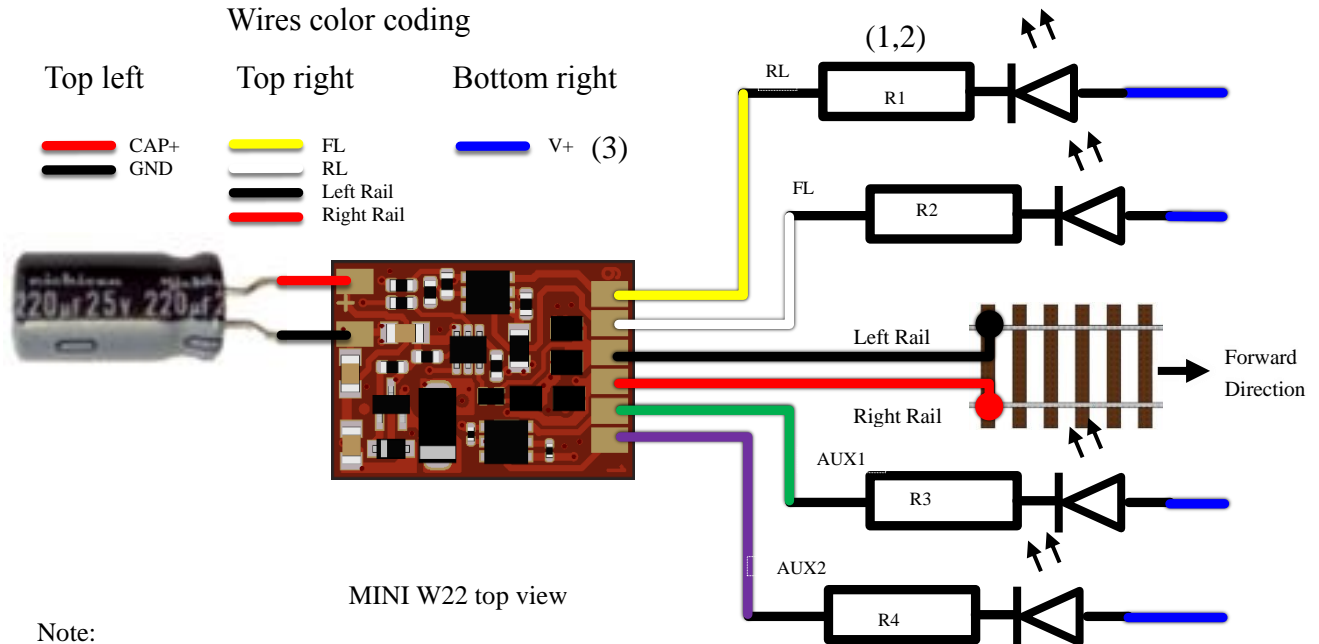 Wires color coding
Top left
Top right
Bottom right
CAP+
GND
FL
RL
Left Rail
Right Rail
V+ (3)
(1,2)
RL
R1
FL
R2
220µF 25V 220µF
+
6
1
Left Rail
Right Rail
Forward
Direction
AUX1
R3
AUX2
R4
MINI W22 top view
Note: